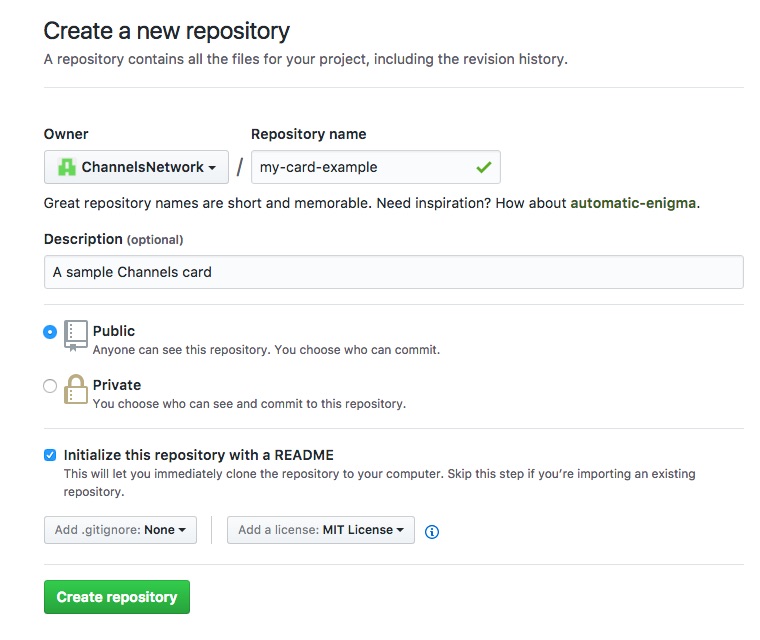 Create a new repository
A repository contains all the files for your project, including the revision history.
Owner
Repository name
ChannelsNetwork / my-card-example
Great repository names are short and memorable. Need inspiration? How about automatic-enigma.
Description (optional)
A sample Channels card
Public
Anyone can see this repository. You choose who can commit.
Private
You choose who can see and commit to this repository.
Initialize this repository with a README
This will let you immediately clone the repository to your computer. Skip this step if you’re importing an existing
repository.
Add .gitignore: None
Add a license: MIT License
Create repository